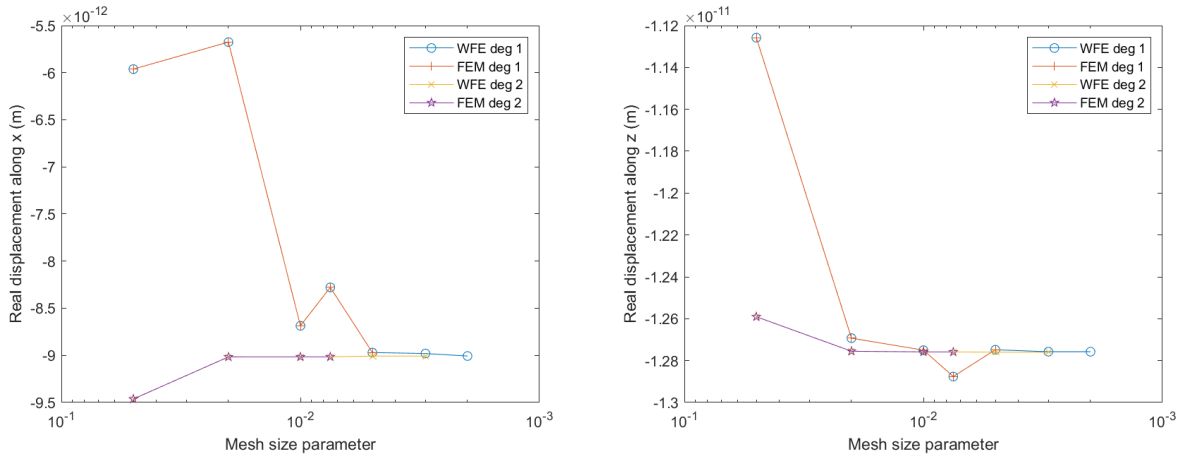 ×10^-12
-5.5
-6
-6.5
-7
-7.5
-8
-8.5
-9
-9.5
Real displacement along x (m)
WFE deg 1
FEM deg 1
WFE deg 2
FEM deg 2
10^-1
10^-2
10^-3
Mesh size parameter
×10^-11
-1.12
-1.14
-1.16
-1.18
-1.2
-1.22
-1.24
-1.26
-1.28
-1.3
Real displacement along z (m)
WFE deg 1
FEM deg 1
WFE deg 2
FEM deg 2
10^-1
10^-2
10^-3
Mesh size parameter